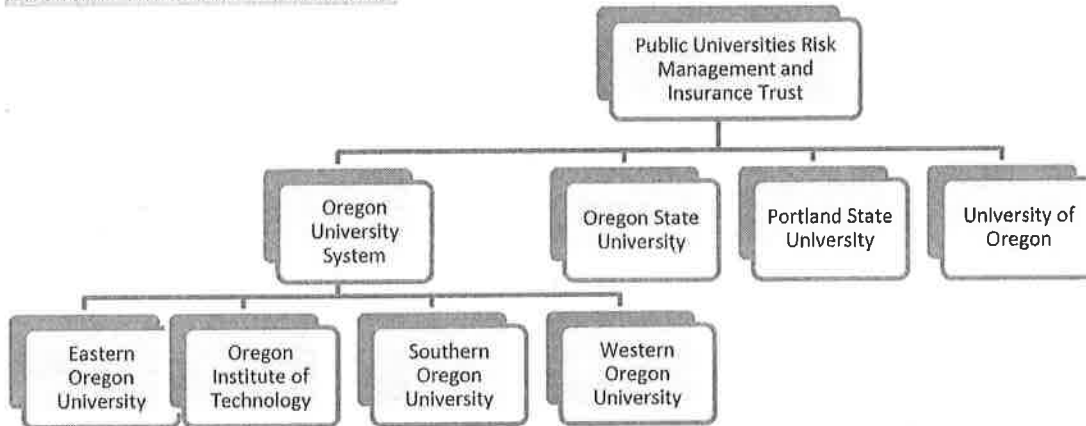 Public Universities Risk
Management and
Insurance Trust
Oregon
University
System
Oregon State
University
Portland State
University
University of
Oregon
Eastern
Oregon
University
Oregon
Institute of
Technology
Southern
Oregon
University
Western
Oregon
University